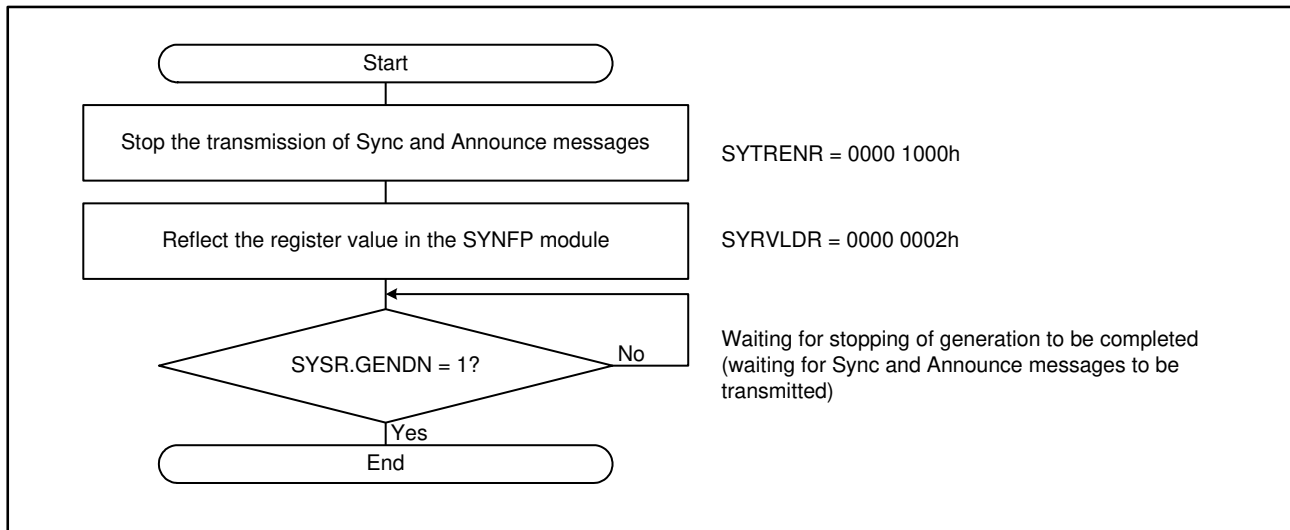 Start
Stop the transmission of Sync and Announce messages
SYTRENR = 0000 1000h
Reflect the register value in the SYNFP module
SYRVLDR = 0000 0002h
SYSR.GENDN = 1?
No
Waiting for stopping of generation to be completed
(waiting for Sync and Announce messages to be
transmitted)
Yes
End